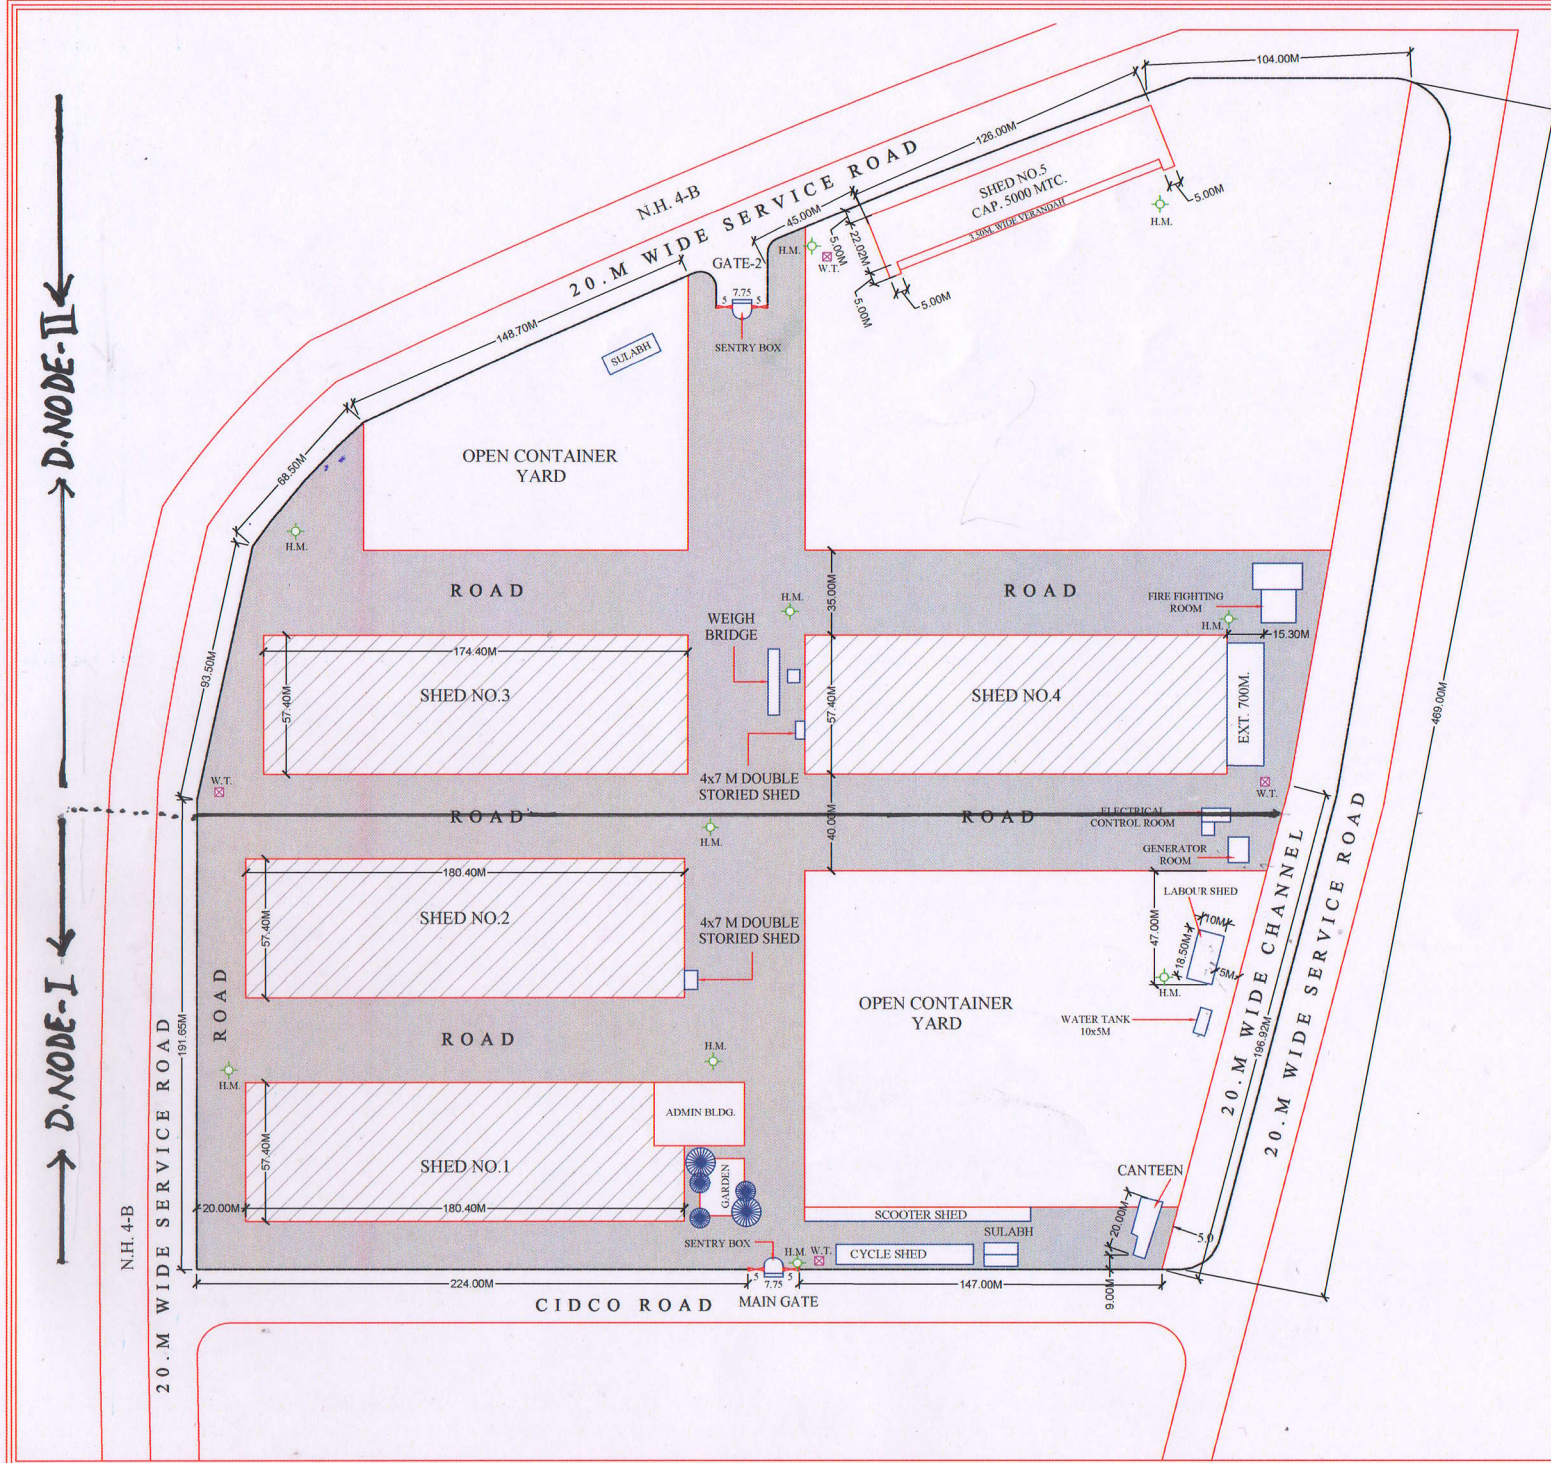 104.00M
126.00M
N.H. 4-B
20.M WIDE SERVICE ROAD
45.00M
SHED NO.5
CAP. 5000 MTC.
3.50M. WIDE VERANDAH
5.00M
H.M.
H.M.
W.T.
5.00M
22.02M
5.00M
5.00M
GATE-2
5 7.75 5
SENTRY BOX
148.70M
SULABH
D.NODE-II
68.50M
OPEN CONTAINER
YARD
H.M.
93.50M
ROAD
ROAD
35.00M
H.M.
FIRE FIGHTING
ROOM
H.M.
15.30M
WEIGH
BRIDGE
174.40M
57.40M
SHED NO.3
57.40M
SHED NO.4
EXT. 700M.
469.00M
4x7 M DOUBLE
STORIED SHED
W.T.
W.T.
ROAD
ROAD
40.00M
H.M.
ELECTRICAL
CONTROL ROOM
GENERATOR
ROOM
180.40M
57.40M
SHED NO.2
4x7 M DOUBLE
STORIED SHED
LABOUR SHED
10M
47.00M
18.50M
5M
H.M.
OPEN CONTAINER
YARD
WATER TANK
10x5M
D.NODE-I
191.65M
ROAD
ROAD
H.M.
H.M.
20.M WIDE CHANNEL
196.92M
20.M WIDE SERVICE ROAD
57.40M
SHED NO.1
ADMIN BLDG.
GARDEN
20.00M
180.40M
CANTEEN
20.00M
5.0
SCOOTER SHED
CYCLE SHED
SULABH
SENTRY BOX
H.M.
W.T.
N.H. 4-B
20.M WIDE SERVICE ROAD
224.00M
5 7.75 5
147.00M
9.00M
CIDCO ROAD
MAIN GATE